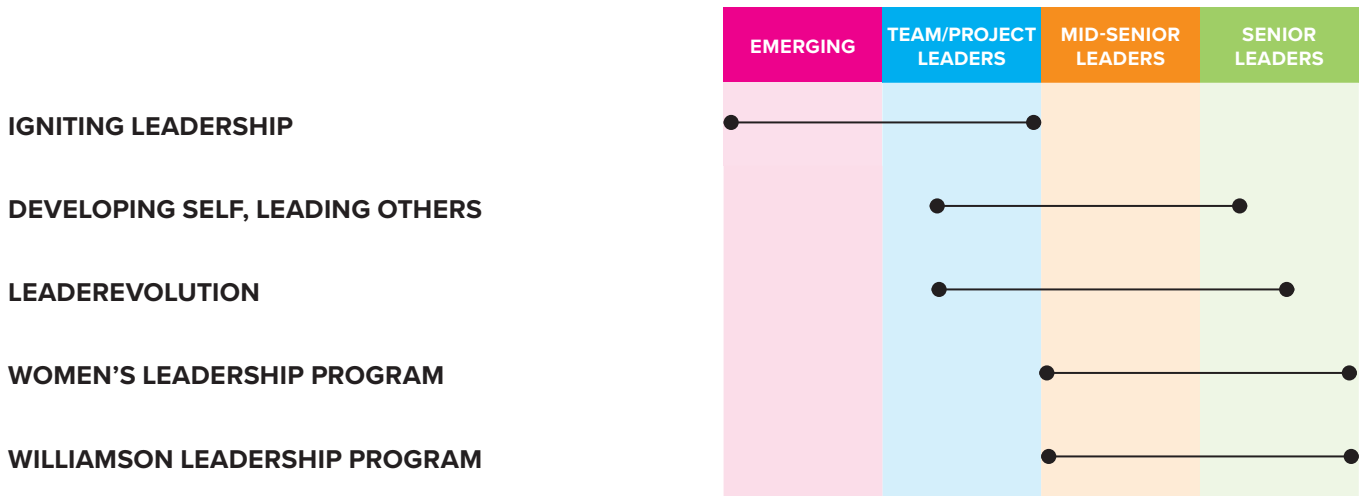 EMERGING
TEAM/PROJECT
LEADERS
MID-SENIOR
LEADERS
SENIOR
LEADERS
IGNITING LEADERSHIP
DEVELOPING SELF, LEADING OTHERS
LEADEREVOLUTION
WOMEN'S LEADERSHIP PROGRAM
WILLIAMSON LEADERSHIP PROGRAM